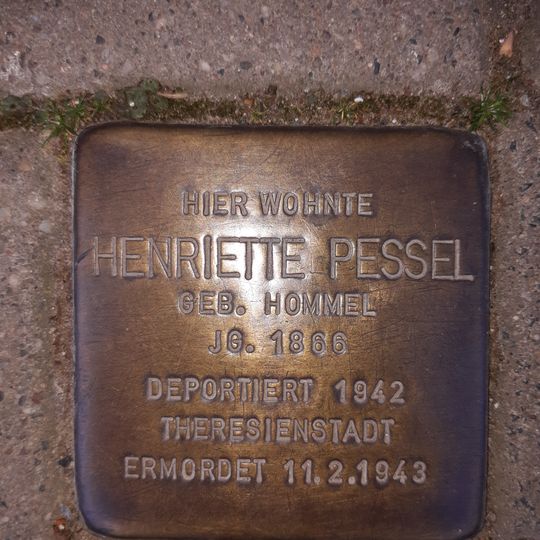 HIER WOHNTE
HENRIETTE PESSEL
GEB. HOMMEL
JG. 1866
DEPORTIERT 1942
THERESIENSTADT
ERMORDET 11.2.1943